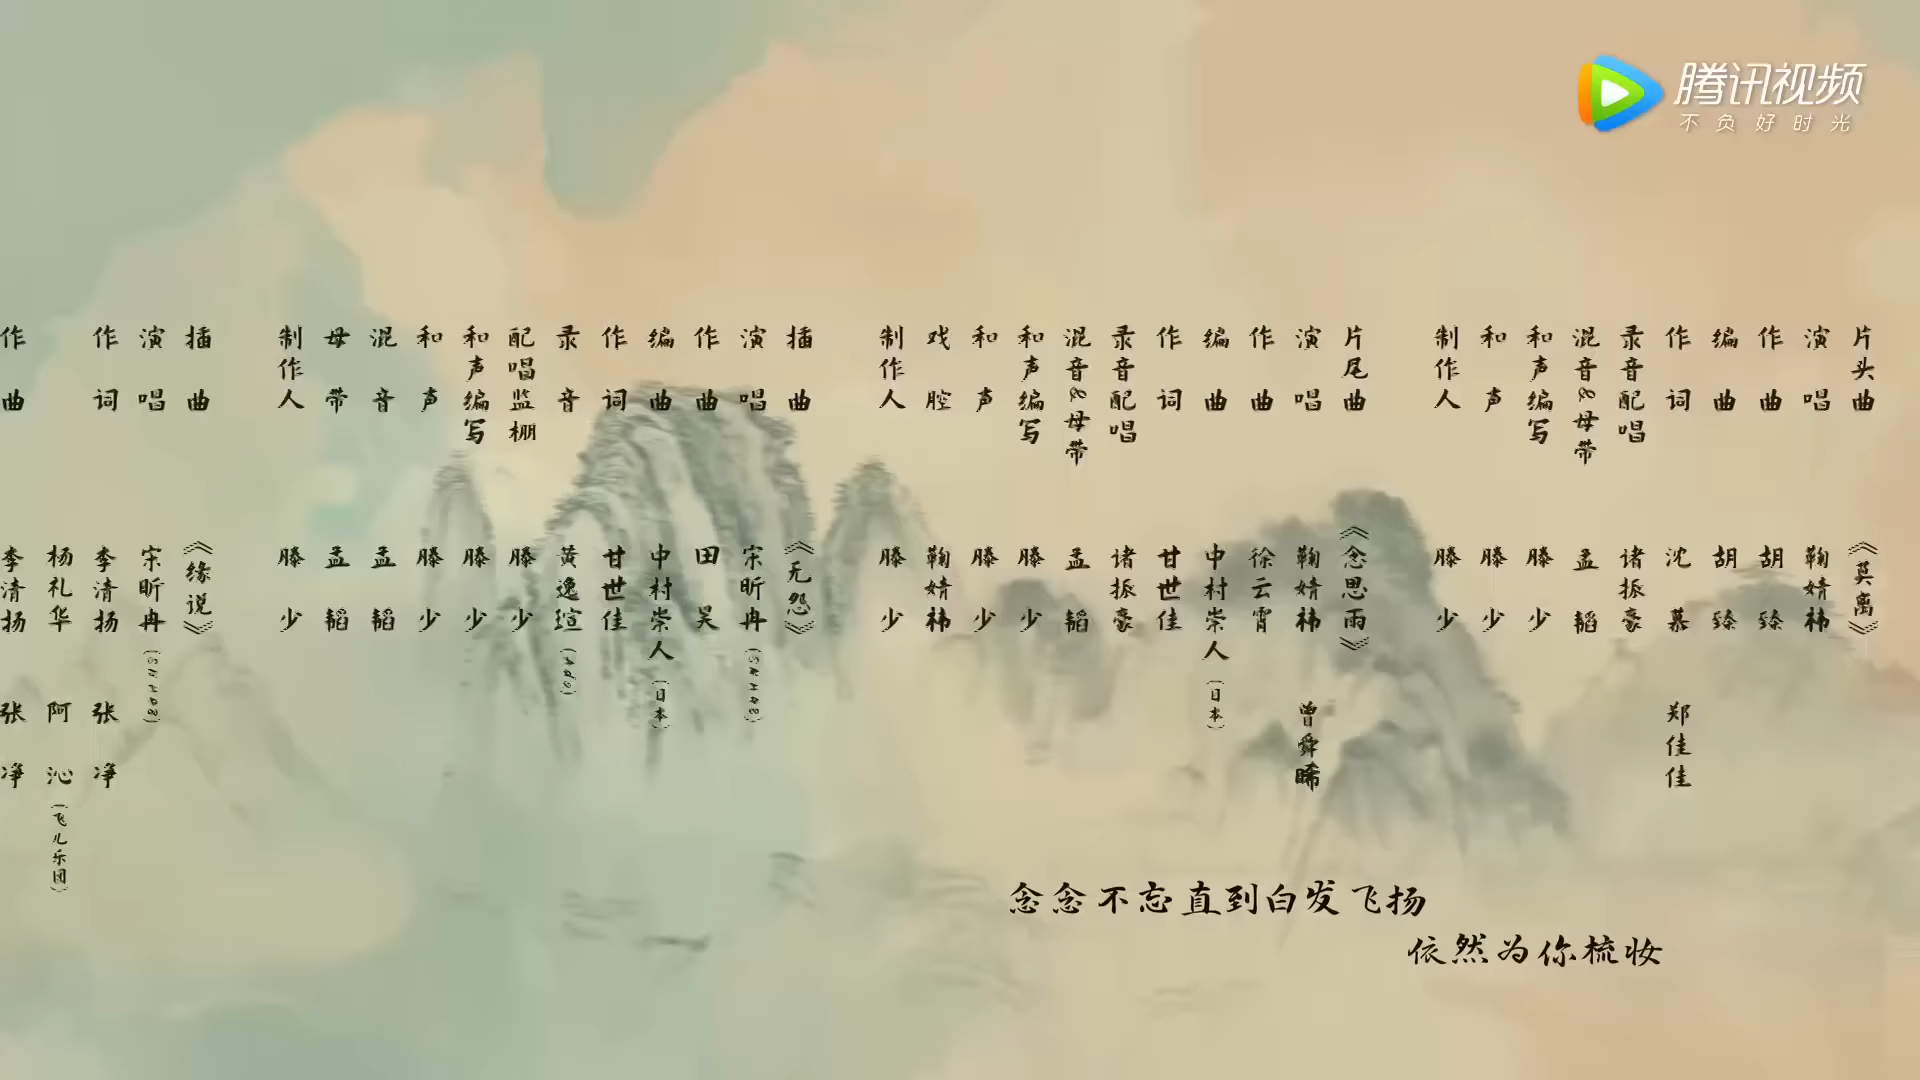 腾讯视频
不负好时光
片头曲 《莫离》
演唱 鞠婧祎
作曲 胡臻
编曲 胡臻
作词 沈慕 郑佳佳
录音配唱 诸振豪
混音&母带 孟韬
和声编写 滕少
和声 滕少
制作人 滕少
片尾曲 《念思雨》
演唱 鞠婧祎 曾舜晞
作曲 徐云霄
编曲 中村崇人(日本)
作词 甘世佳
录音配唱 诸振豪
混音&母带 孟韬
和声编写 滕少
和声 滕少
戏腔 鞠婧祎
制作人 滕少
插曲 《无怨》
演唱 宋昕冉(SNH48)
作曲 田昊
编曲 中村崇人(日本)
作词 甘世佳
录音 黄逸瑄(Ado)
配唱监棚 滕少
和声编写 滕少
和声 滕少
混音 孟韬
母带 孟韬
制作人 滕少
插曲 《缘说》
演唱 宋昕冉(SNH48)
作词 李清扬 张净
杨礼华 阿沁(飞儿乐团)
作曲 李清扬 张净
念念不忘直到白发飞扬
依然为你梳妆